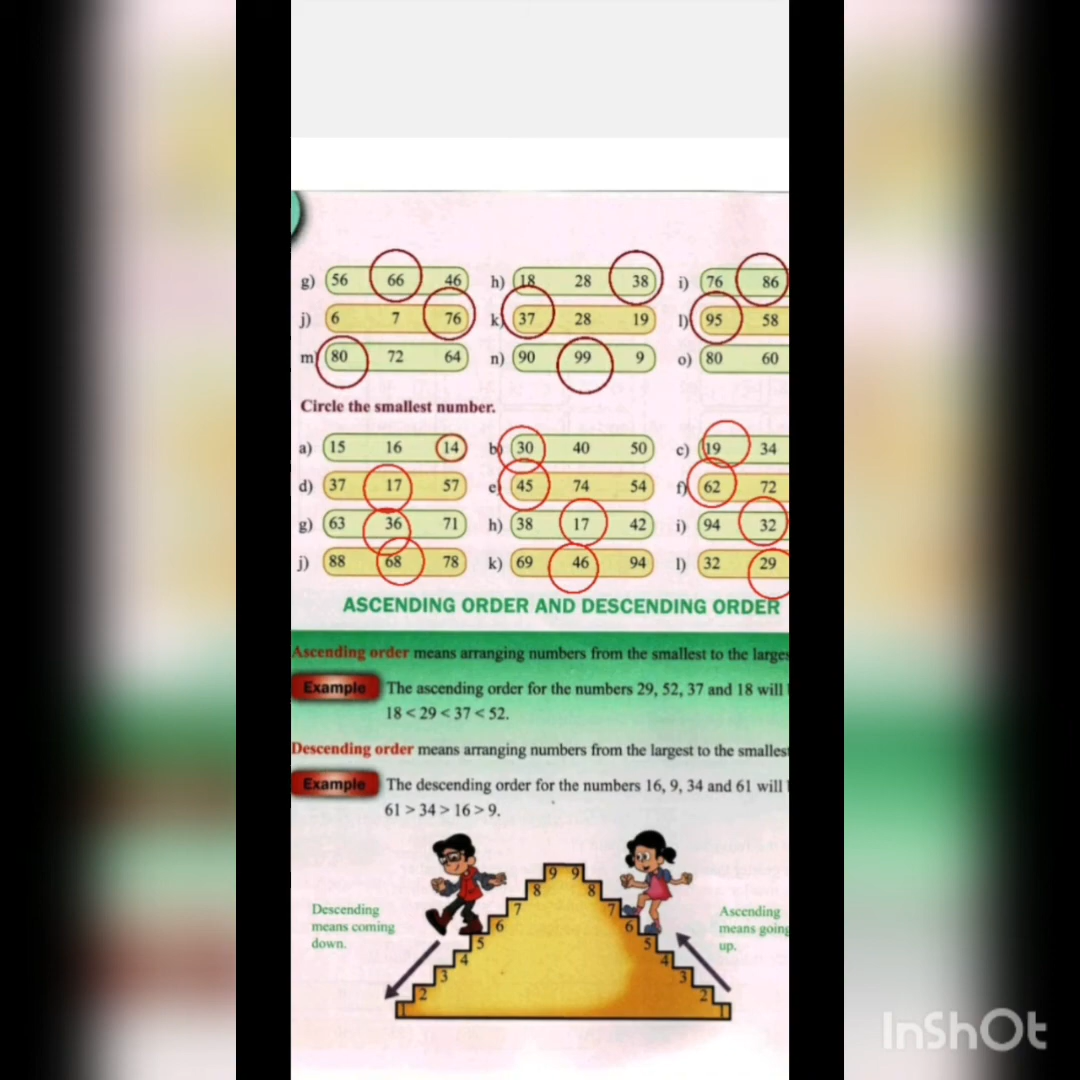 g) 56 66 46 h) 18 28 38 i) 76 86
j) 6 7 76 k) 37 28 19 l) 95 58
m) 80 72 64 n) 90 99 9 o) 80 60
Circle the smallest number.
a) 15 16 14 b) 30 40 50 c) 19 34
d) 37 17 57 e) 45 74 54 f) 62 72
g) 63 36 71 h) 38 17 42 i) 94 32
j) 88 68 78 k) 69 46 94 l) 32 29
ASCENDING ORDER AND DESCENDING ORDER
Ascending order means arranging numbers from the smallest to the larges
Example The ascending order for the numbers 29, 52, 37 and 18 will
18 < 29 < 37 < 52.
Descending order means arranging numbers from the largest to the smallest
Example The descending order for the numbers 16, 9, 34 and 61 will
61 > 34 > 16 > 9.
9 9
8 8
7 7
6 6
5 5
4 4
3 3
2 2
1 1
Descending
means coming
down.
Ascending
means going
up.
InShOt